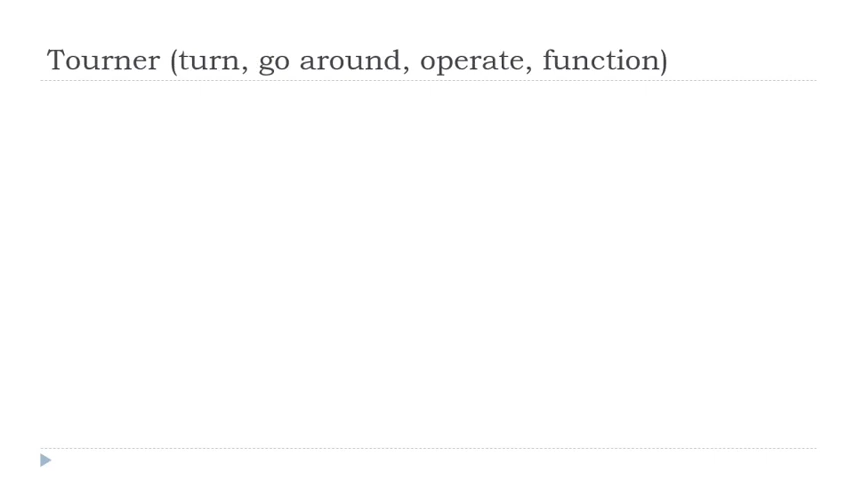 Tourner (turn, go around, operate, function)